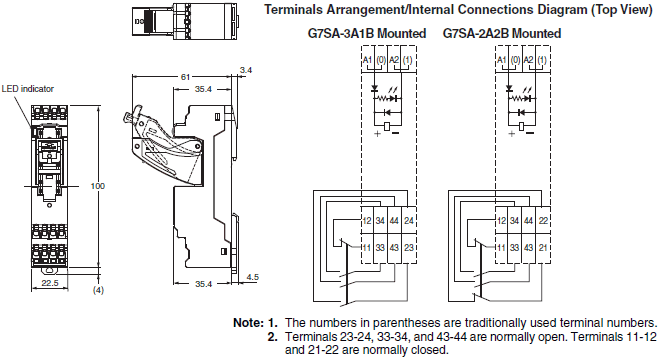 Terminals Arrangement/Internal Connections Diagram (Top View)
G7SA-3A1B Mounted
G7SA-2A2B Mounted
A1 (0) A2 (1)
A1 (0) A2 (1)
+ −
+ −
12 34 44 24
11 33 43 23
12 34 44 22
11 33 43 21
LED indicator
61
3.4
35.4
100
22.5
(4)
35.4
4.5
Note: 1. The numbers in parentheses are traditionally used terminal numbers.
2. Terminals 23-24, 33-34, and 43-44 are normally open. Terminals 11-12
and 21-22 are normally closed.